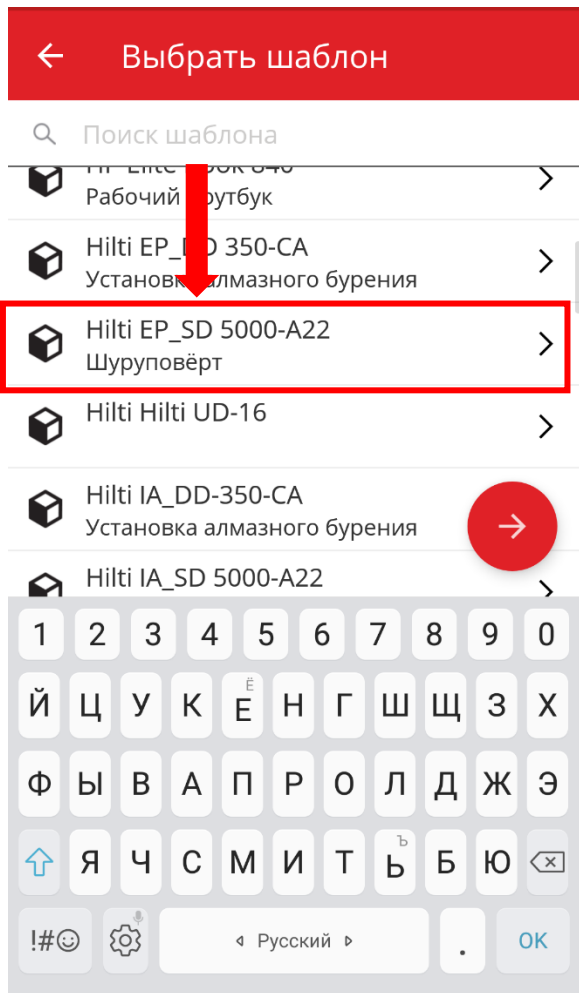 Выбрать шаблон
Поиск шаблона
Рабочий
Hilti EP_DD 350-CA
Установка алмазного бурения
Hilti EP_SD 5000-A22
Шуруповёрт
Hilti Hilti UD-16
Hilti IA_DD-350-CA
Установка алмазного бурения
Hilti IA_SD 5000-A22
1 2 3 4 5 6 7 8 9 0
Й Ц У К Е Ё Н Г Ш Щ З Х
Ф Ы В А П Р О Л Д Ж Э
Я Ч С М И Т Ь Ъ Б Ю
!#☺ Русский . OK